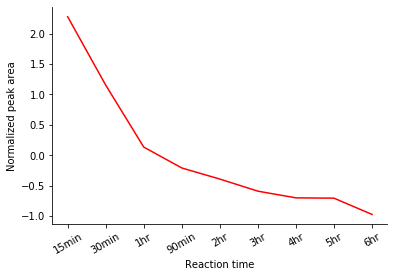 Normalized peak area
2.0
1.5
1.0
0.5
0.0
−0.5
−1.0
15min
30min
1hr
90min
2hr
3hr
4hr
5hr
6hr
Reaction time